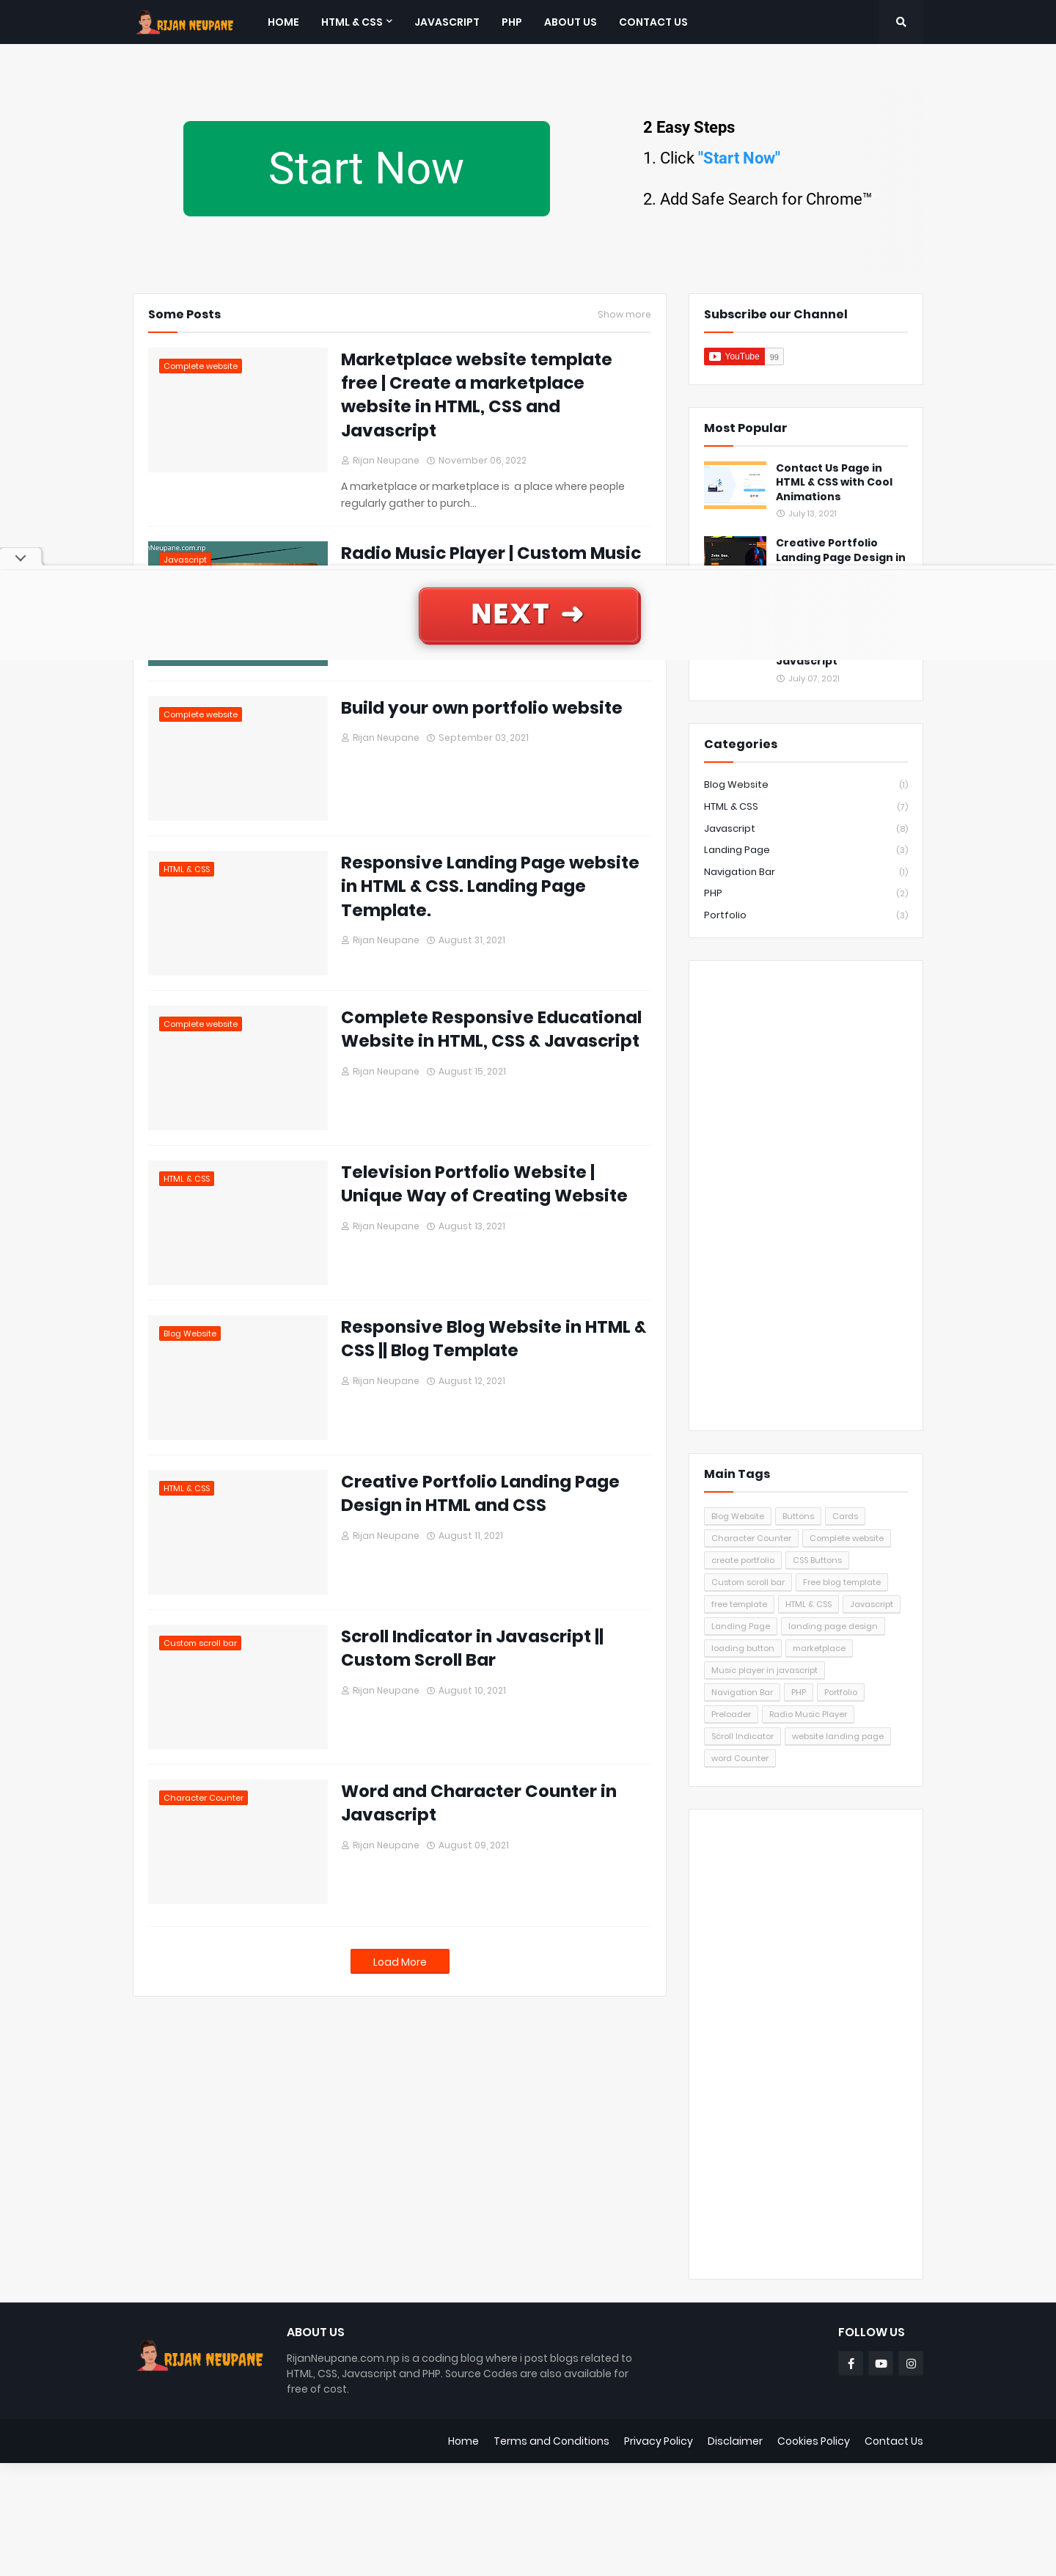 RIJAN NEUPANE
HOME
HTML & CSS
JAVASCRIPT
PHP
ABOUT US
CONTACT US
Start Now
2 Easy Steps
1. Click "Start Now"
2. Add Safe Search for Chrome™
Some Posts
Show more
Complete website
Marketplace website template
free | Create a marketplace
website in HTML, CSS and
Javascript
Rijan Neupane November 06, 2022
A marketplace or marketplace is a place where people
regularly gather to purch...
nNeupane.com.np
Javascript
Radio Music Player | Custom Music
NEXT ➜
Complete website
Build your own portfolio website
Rijan Neupane September 03, 2021
HTML & CSS
Responsive Landing Page website
in HTML & CSS. Landing Page
Template.
Rijan Neupane August 31, 2021
Complete website
Complete Responsive Educational
Website in HTML, CSS & Javascript
Rijan Neupane August 15, 2021
HTML & CSS
Television Portfolio Website |
Unique Way of Creating Website
Rijan Neupane August 13, 2021
Blog Website
Responsive Blog Website in HTML &
CSS || Blog Template
Rijan Neupane August 12, 2021
HTML & CSS
Creative Portfolio Landing Page
Design in HTML and CSS
Rijan Neupane August 11, 2021
Custom scroll bar
Scroll Indicator in Javascript ||
Custom Scroll Bar
Rijan Neupane August 10, 2021
Character Counter
Word and Character Counter in
Javascript
Rijan Neupane August 09, 2021
Load More
Subscribe our Channel
YouTube 99
Most Popular
Contact Us Page in
HTML & CSS with Cool
Animations
July 13, 2021
Creative Portfolio
Landing Page Design in
Javascript
July 07, 2021
Categories
Blog Website (1)
HTML & CSS (7)
Javascript (8)
Landing Page (3)
Navigation Bar (1)
PHP (2)
Portfolio (3)
Main Tags
Blog Website Buttons Cards
Character Counter Complete website
create portfolio CSS Buttons
Custom scroll bar Free blog template
free template HTML & CSS Javascript
Landing Page landing page design
loading button marketplace
Music player in javascript
Navigation Bar PHP Portfolio
Preloader Radio Music Player
Scroll Indicator website landing page
word Counter
RIJAN NEUPANE
ABOUT US
RijanNeupane.com.np is a coding blog where i post blogs related to
HTML, CSS, Javascript and PHP. Source Codes are also available for
free of cost.
FOLLOW US
Home Terms and Conditions Privacy Policy Disclaimer Cookies Policy Contact Us